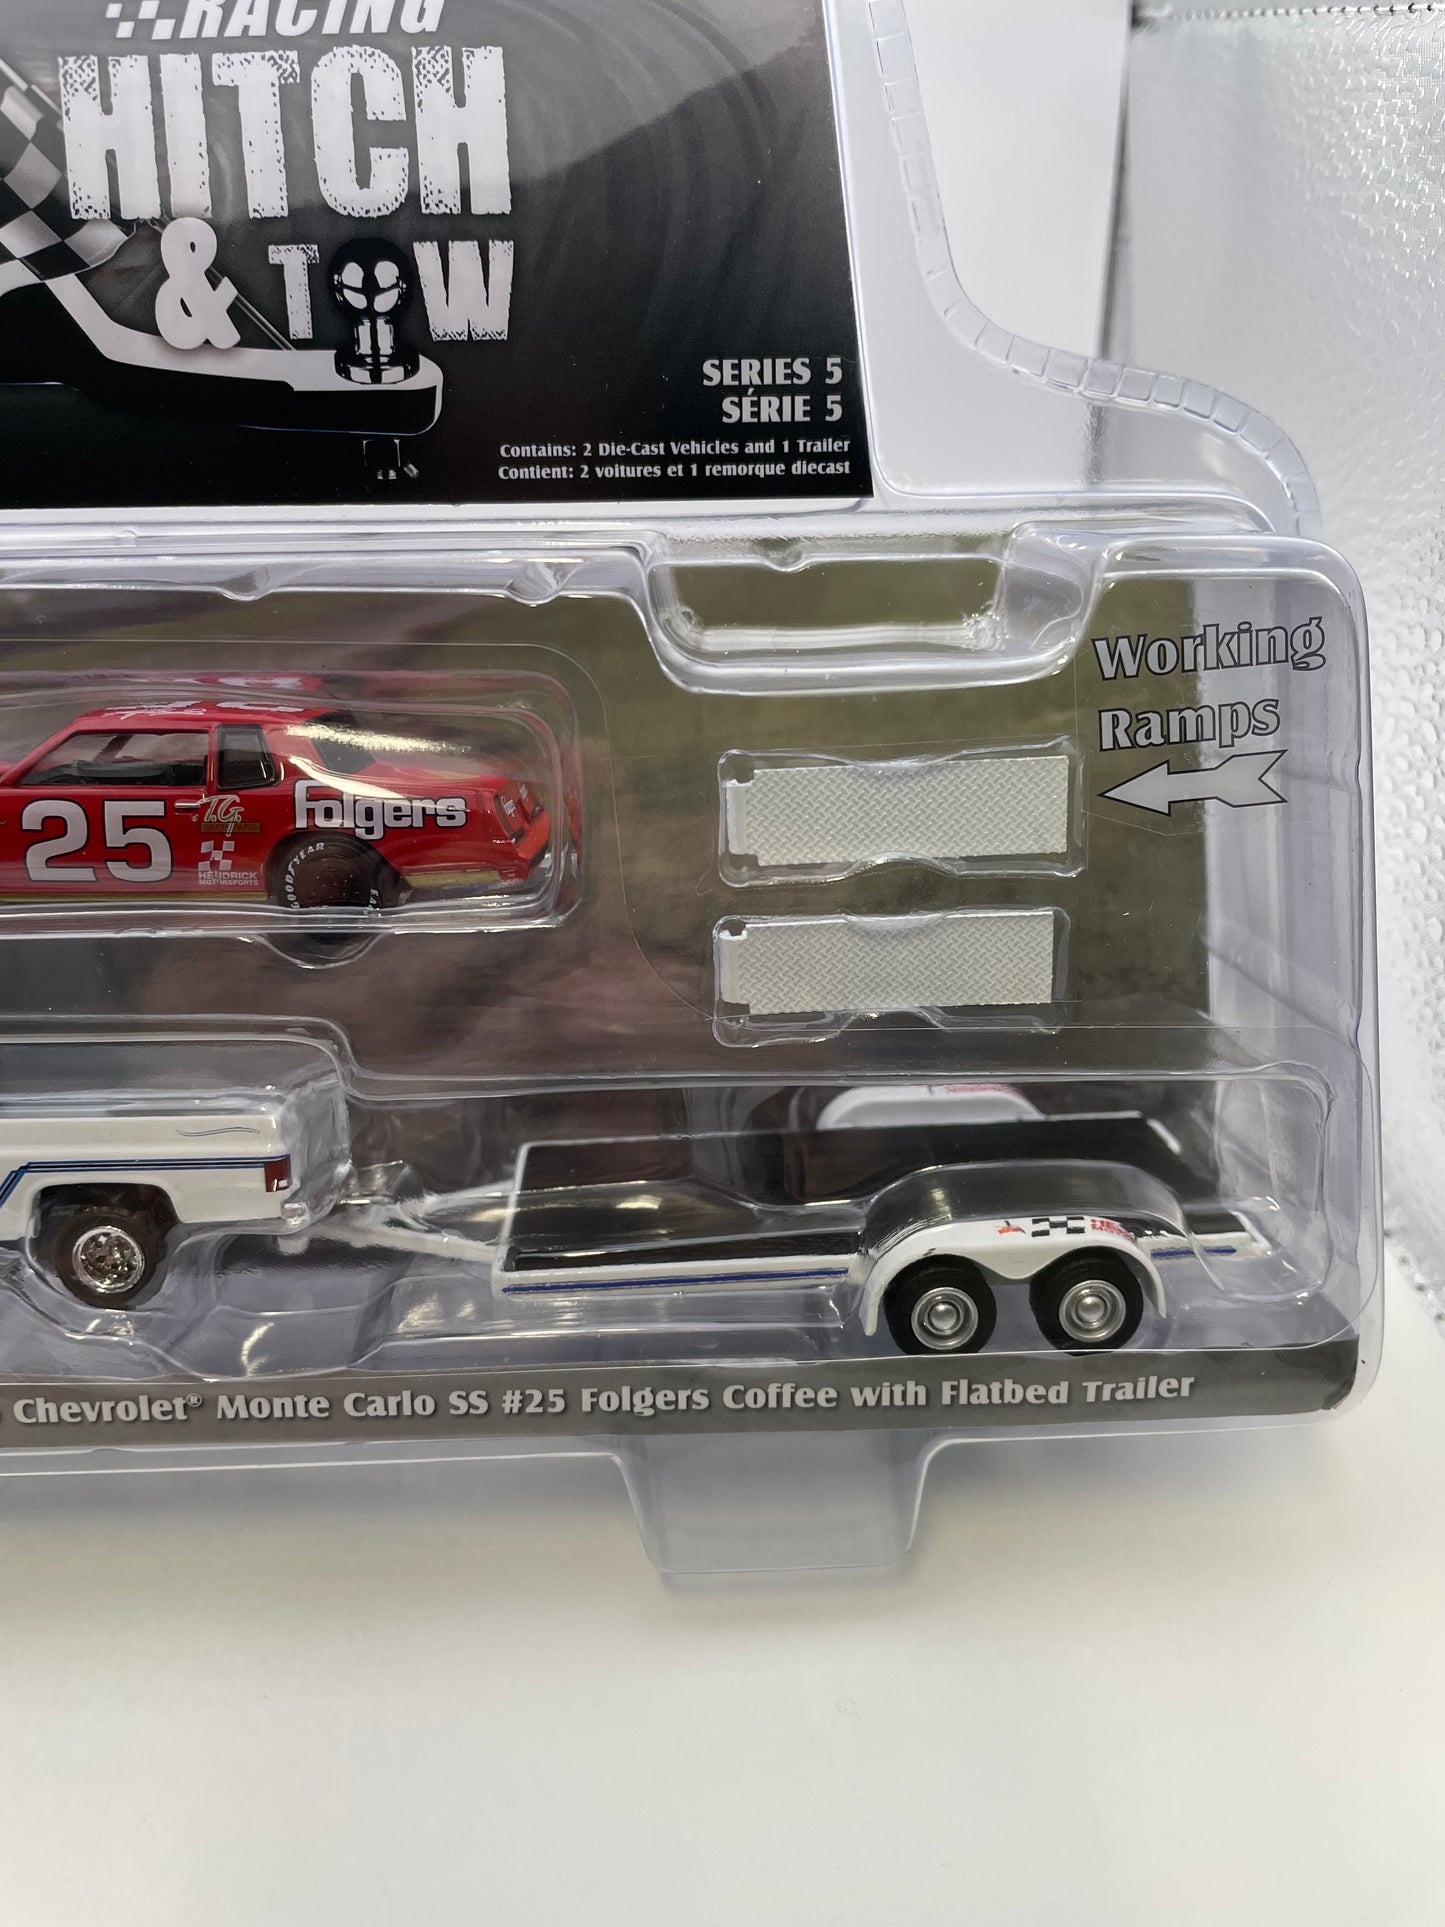 RACING
HITCH
& TOW
SERIES 5
SÉRIE 5
Contains: 2 Die-Cast Vehicles and 1 Trailer
Contient: 2 voitures et 1 remorque diecast
Working
Ramps
25
T.G.
Folgers
HENDRICK
MOTORSPORTS
GOODYEAR
Chevrolet® Monte Carlo SS #25 Folgers Coffee with Flatbed Trailer